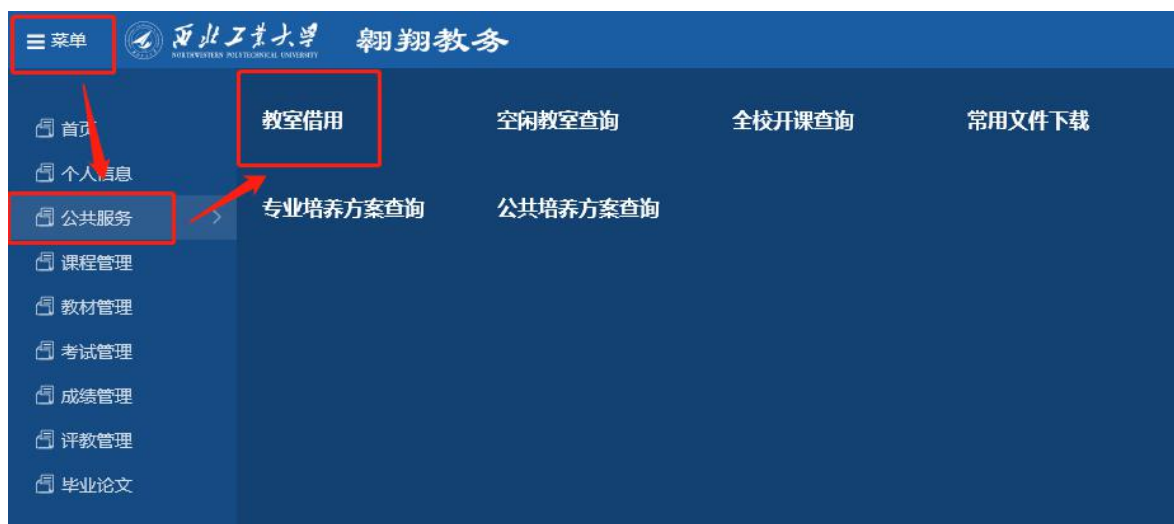 菜单
西北工业大学
NORTHWESTERN POLYTECHNICAL UNIVERSITY
翱翔教务
首页
个人信息
公共服务
课程管理
教材管理
考试管理
成绩管理
评教管理
毕业论文
教室借用
空闲教室查询
全校开课查询
常用文件下载
专业培养方案查询
公共培养方案查询